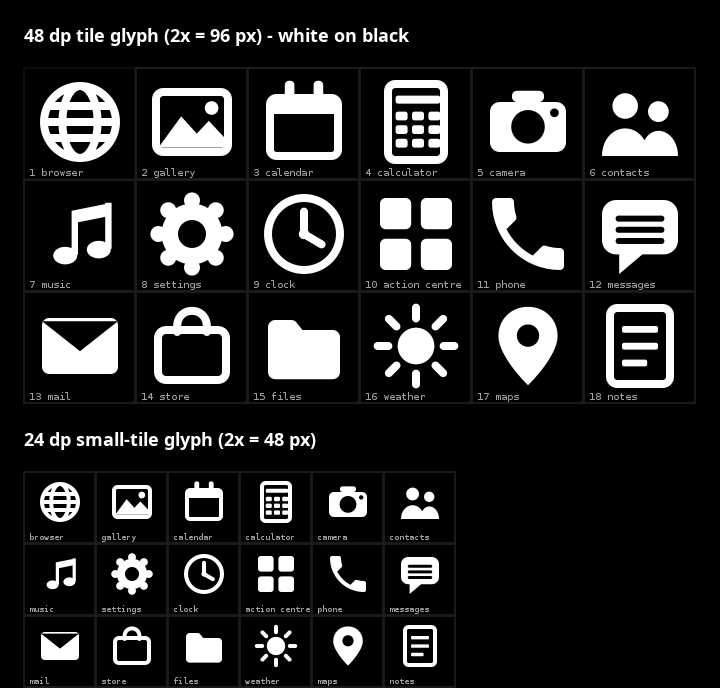 48 dp tile glyph (2x = 96 px) - white on black
1 browser 2 gallery 3 calendar 4 calculator 5 camera 6 contacts
7 music 8 settings 9 clock 10 action centre 11 phone 12 messages
13 mail 14 store 15 files 16 weather 17 maps 18 notes
24 dp small-tile glyph (2x = 48 px)
browser gallery calendar calculator camera contacts
music settings clock action centre phone messages
mail store files weather maps notes